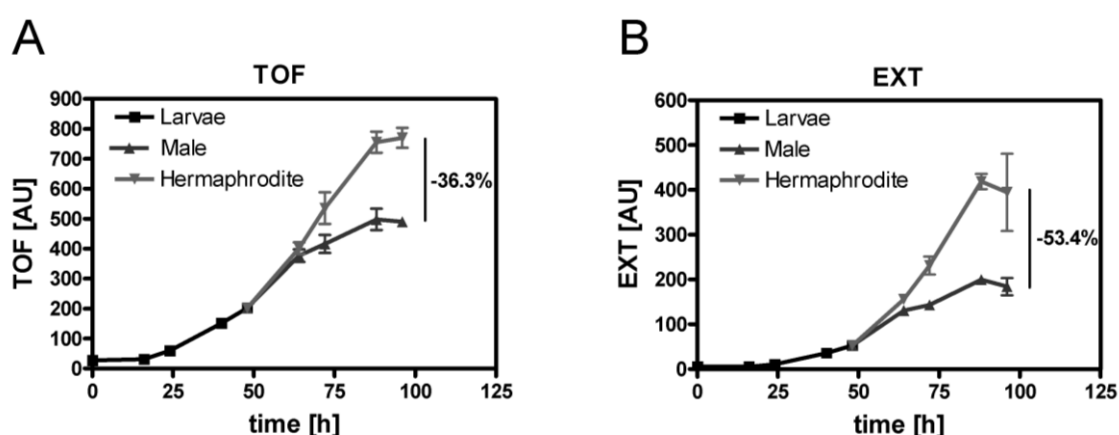 A
TOF
TOF [AU]
900
800
700
600
500
400
300
200
100
0
Larvae
Male
Hermaphrodite
-36.3%
0 25 50 75 100 125
time [h]
B
EXT
EXT [AU]
600
500
400
300
200
100
0
Larvae
Male
Hermaphrodite
-53.4%
0 25 50 75 100 125
time [h]